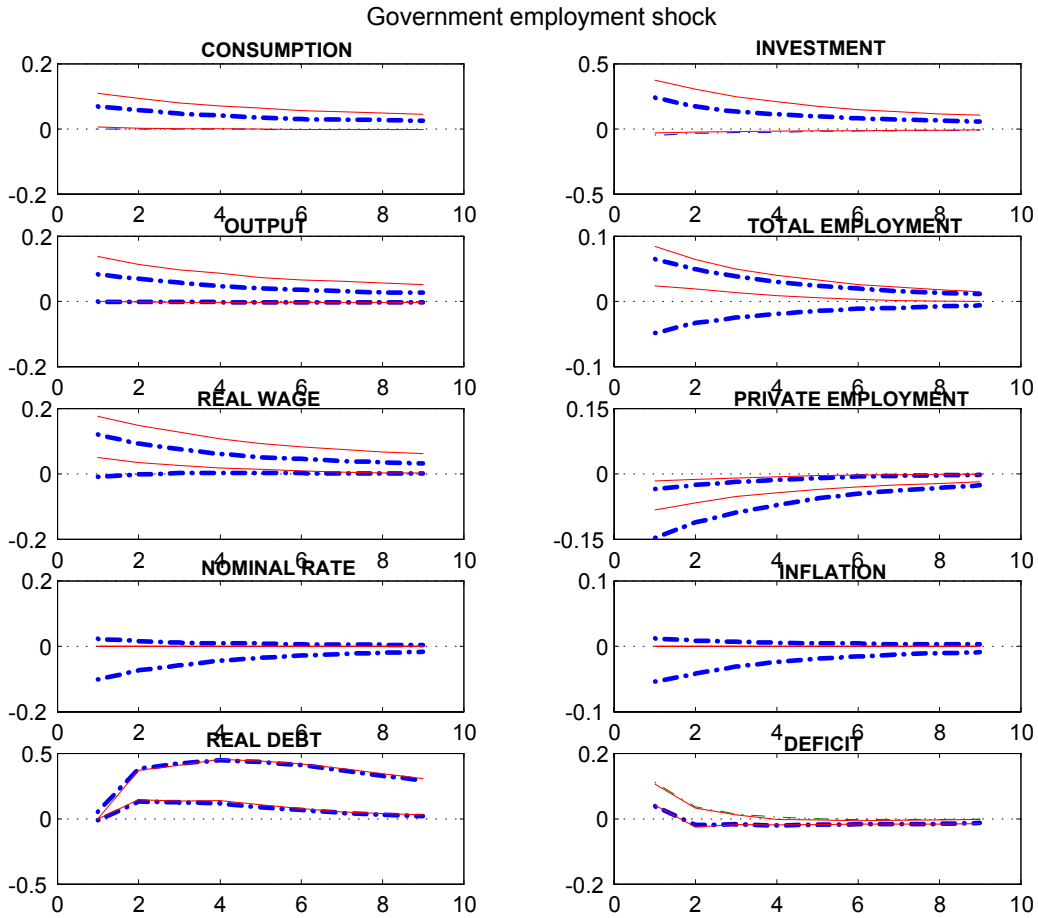 Government employment shock
CONSUMPTION
0.2
0
-0.2
0 2 4 6 8 10
INVESTMENT
0.5
0
-0.5
0 2 4 6 8 10
OUTPUT
0.2
0
-0.2
0 2 4 6 8 10
TOTAL EMPLOYMENT
0.1
0
-0.1
0 2 4 6 8 10
REAL WAGE
0.2
0
-0.2
0 2 4 6 8 10
PRIVATE EMPLOYMENT
0.15
0
-0.15
0 2 4 6 8 10
NOMINAL RATE
0.2
0
-0.2
0 2 4 6 8 10
INFLATION
0.1
0
-0.1
0 2 4 6 8 10
REAL DEBT
0.5
0
-0.5
0 2 4 6 8 10
DEFICIT
0.2
0
-0.2
0 2 4 6 8 10